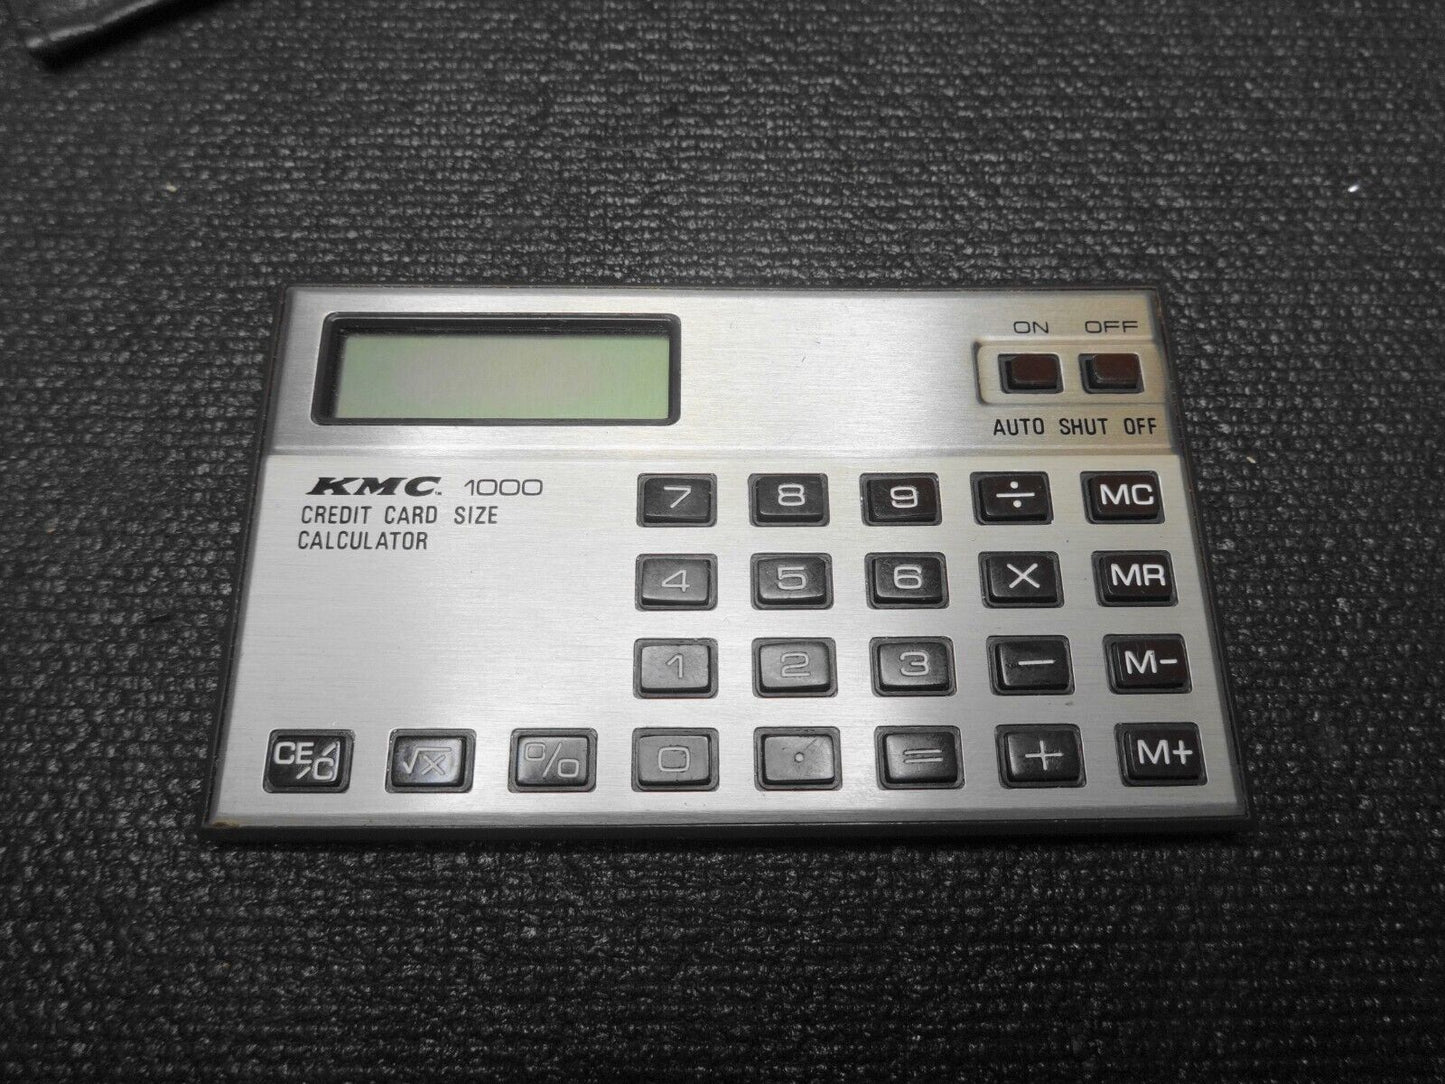 ON OFF
AUTO SHUT OFF
KMC™ 1000
CREDIT CARD SIZE
CALCULATOR
7 8 9 ÷ MC
4 5 6 × MR
1 2 3 − M−
CE/C √x % 0 . = + M+